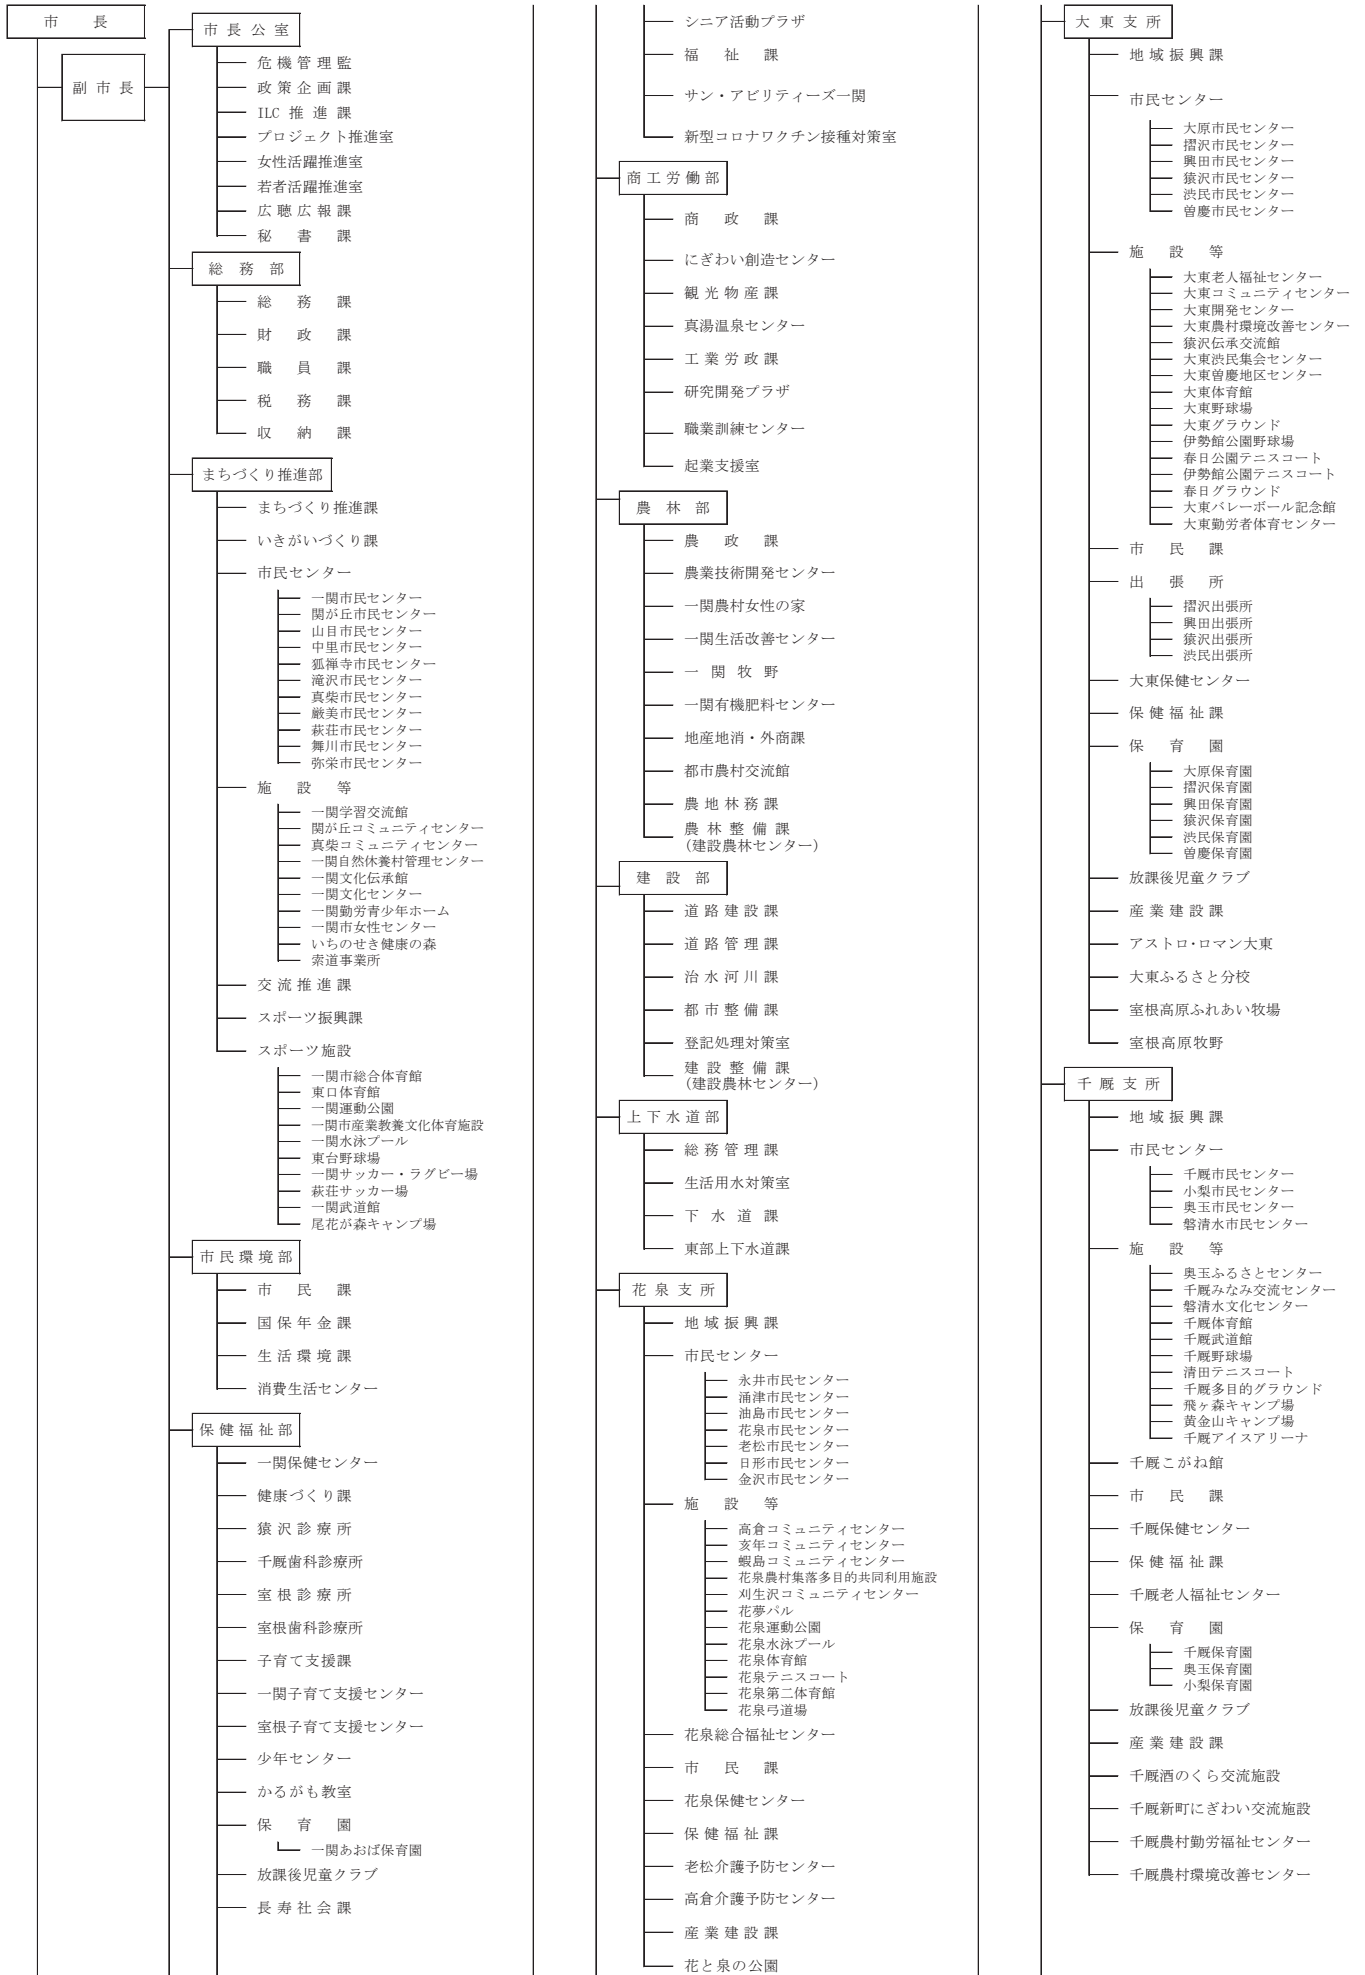 市長
副市長
市長公室
危機管理監
政策企画課
ILC 推進課
プロジェクト推進室
女性活躍推進室
若者活躍推進室
広聴広報課
秘書課
総務部
総務課
財政課
職員課
税務課
収納課
まちづくり推進部
まちづくり推進課
いきがいづくり課
市民センター
一関市民センター
関が丘市民センター
山目市民センター
中里市民センター
狐禅寺市民センター
滝沢市民センター
真柴市民センター
厳美市民センター
萩荘市民センター
舞川市民センター
弥栄市民センター
施設等
一関学習交流館
関が丘コミュニティセンター
真柴コミュニティセンター
一関自然休養村管理センター
一関文化伝承館
一関文化センター
一関勤労青少年ホーム
一関市女性センター
いちのせき健康の森
索道事業所
交流推進課
スポーツ振興課
スポーツ施設
一関市総合体育館
東口体育館
一関運動公園
一関市産業教養文化体育施設
一関水泳プール
東台野球場
一関サッカー・ラグビー場
萩荘サッカー場
一関武道館
尾花が森キャンプ場
市民環境部
市民課
国保年金課
生活環境課
消費生活センター
保健福祉部
一関保健センター
健康づくり課
猿沢診療所
千厩歯科診療所
室根診療所
室根歯科診療所
子育て支援課
一関子育て支援センター
室根子育て支援センター
少年センター
かるがも教室
保育園
一関あおば保育園
放課後児童クラブ
長寿社会課
シニア活動プラザ
福祉課
サン・アビリティーズ一関
新型コロナワクチン接種対策室
商工労働部
商政課
にぎわい創造センター
観光物産課
真湯温泉センター
工業労政課
研究開発プラザ
職業訓練センター
起業支援室
農林部
農政課
農業技術開発センター
一関農村女性の家
一関生活改善センター
一関牧野
一関有機肥料センター
地産地消・外商課
都市農村交流館
農地林務課
農林整備課
(建設農林センター)
建設部
道路建設課
道路管理課
治水河川課
都市整備課
登記処理対策室
建設整備課
(建設農林センター)
上下水道部
総務管理課
生活用水対策室
下水道課
東部上下水道課
花泉支所
地域振興課
市民センター
永井市民センター
涌津市民センター
油島市民センター
花泉市民センター
老松市民センター
日形市民センター
金沢市民センター
施設等
高倉コミュニティセンター
亥年コミュニティセンター
蝦島コミュニティセンター
花泉農村集落多目的共同利用施設
刈生沢コミュニティセンター
花夢パル
花泉運動公園
花泉水泳プール
花泉体育館
花泉テニスコート
花泉第二体育館
花泉弓道場
花泉総合福祉センター
市民課
花泉保健センター
保健福祉課
老松介護予防センター
高倉介護予防センター
産業建設課
花と泉の公園
大東支所
地域振興課
市民センター
大原市民センター
摺沢市民センター
興田市民センター
猿沢市民センター
渋民市民センター
曽慶市民センター
施設等
大東老人福祉センター
大東コミュニティセンター
大東開発センター
大東農村環境改善センター
猿沢伝承交流館
大東渋民集会センター
大東曽慶地区センター
大東体育館
大東野球場
大東グラウンド
伊勢館公園野球場
春日公園テニスコート
伊勢館公園テニスコート
春日グラウンド
大東バレーボール記念館
大東勤労者体育センター
市民課
出張所
摺沢出張所
興田出張所
猿沢出張所
渋民出張所
大東保健センター
保健福祉課
保育園
大原保育園
摺沢保育園
興田保育園
猿沢保育園
渋民保育園
曽慶保育園
放課後児童クラブ
産業建設課
アストロ・ロマン大東
大東ふるさと分校
室根高原ふれあい牧場
室根高原牧野
千厩支所
地域振興課
市民センター
千厩市民センター
小梨市民センター
奥玉市民センター
磐清水市民センター
施設等
奥玉ふるさとセンター
千厩みなみ交流センター
磐清水文化センター
千厩体育館
千厩武道館
千厩野球場
清田テニスコート
千厩多目的グラウンド
飛ヶ森キャンプ場
黄金山キャンプ場
千厩アイスアリーナ
千厩こがね館
市民課
千厩保健センター
保健福祉課
千厩老人福祉センター
保育園
千厩保育園
奥玉保育園
小梨保育園
放課後児童クラブ
産業建設課
千厩酒のくら交流施設
千厩新町にぎわい交流施設
千厩農村勤労福祉センター
千厩農村環境改善センター